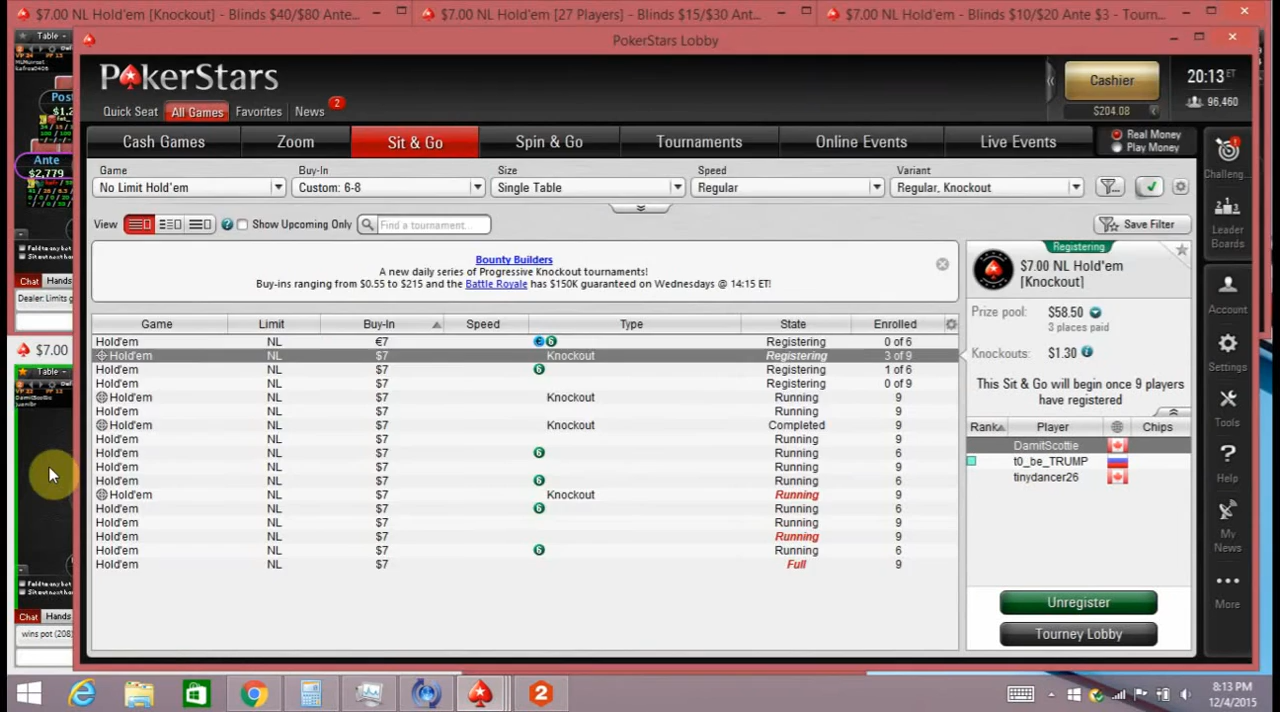 $7.00 NL Hold'em [Knockout] - Blinds $40/$80 Ante...
$7.00 NL Hold'em [27 Players] - Blinds $15/$30 Ant...
$7.00 NL Hold'em - Blinds $10/$20 Ante $3 - Tourn...
PokerStars Lobby
Table
Post
Ante
$2,779
Chat Hands
$7.00
Table
Chat Hands
wins pot (208)
POKERSTARS
Quick Seat All Games Favorites News 2
Cashier
$204.08
20:13 ET
96,460
Cash Games Zoom Sit & Go Spin & Go Tournaments Online Events Live Events
Real Money
Play Money
Game Buy-In Size Speed Variant
No Limit Hold'em Custom: 6-8 Single Table Regular Regular, Knockout
View Show Upcoming Only Find a tournament... Save Filter
Bounty Builders
A new daily series of Progressive Knockout tournaments!
Buy-ins ranging from $0.55 to $215 and the Battle Royale has $150K guaranteed on Wednesdays @ 14:15 ET!
Game Limit Buy-In Speed Type State Enrolled
Hold'em NL €7 € 6 Registering 0 of 6
Hold'em NL $7 Knockout Registering 3 of 9
Hold'em NL $7 6 Registering 1 of 6
Hold'em NL $7 Registering 0 of 9
Hold'em NL $7 Knockout Running 9
Hold'em NL $7 Running 9
Hold'em NL $7 Knockout Completed 9
Hold'em NL $7 Running 9
Hold'em NL $7 6 Running 6
Hold'em NL $7 Running 9
Hold'em NL $7 6 Running 6
Hold'em NL $7 Knockout Running 9
Hold'em NL $7 6 Running 6
Hold'em NL $7 Running 9
Hold'em NL $7 Running 9
Hold'em NL $7 6 Running 6
Hold'em NL $7 Full 9
Registering
$7.00 NL Hold'em
[Knockout]
Prize pool: $58.50
3 places paid
Knockouts: $1.30
This Sit & Go will begin once 9 players
have registered
Rank Player Chips
DamitScottie
t0_be_TRUMP
tinydancer26
Unregister
Tourney Lobby
Challeng...
Leader
Boards
Account
Settings
Tools
Help
My
News
More
2
8:13 PM
12/4/2015